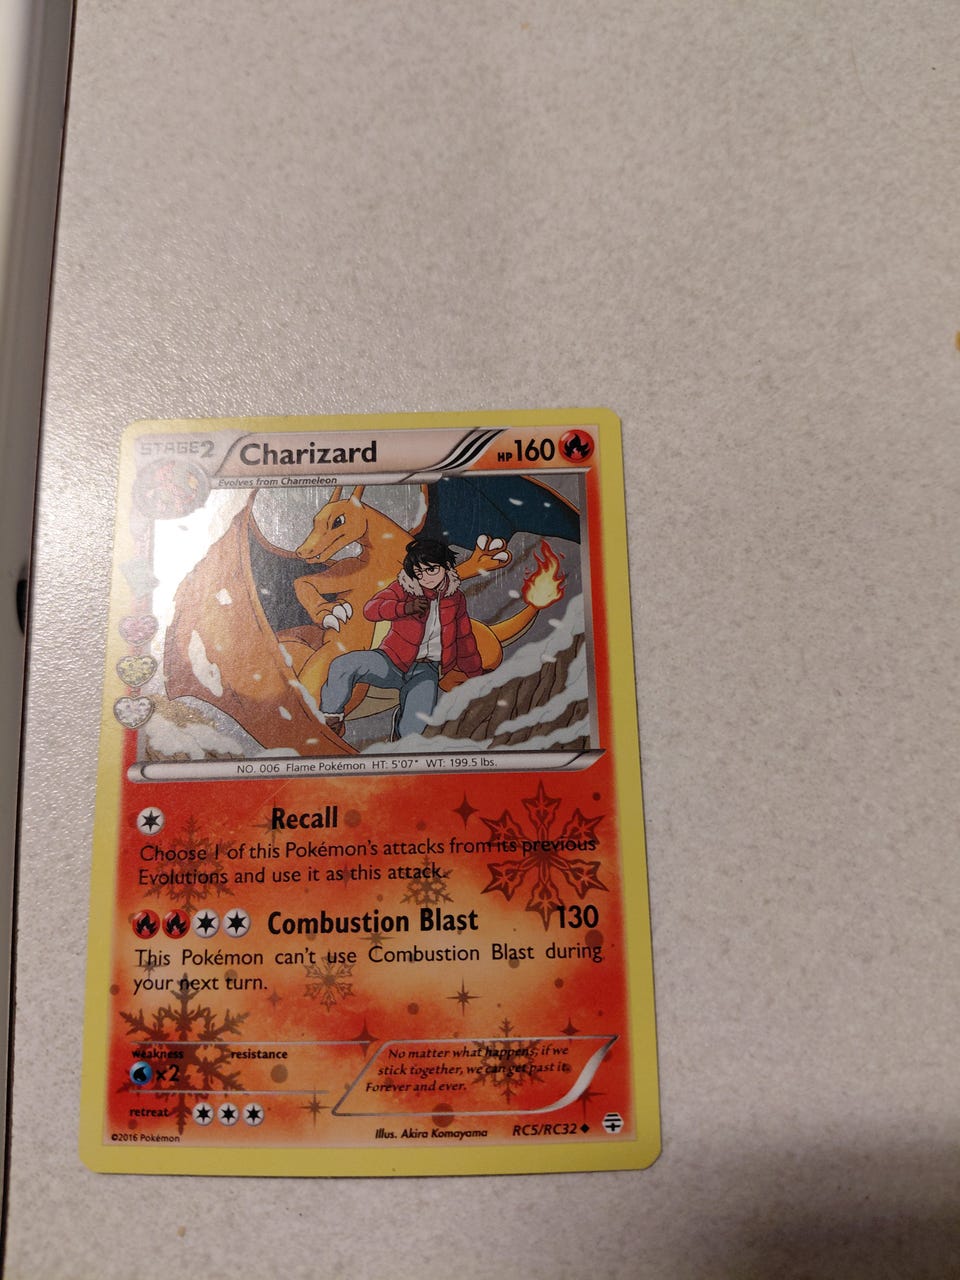 STAGE2 Charizard HP160
Evolves from Charmeleon
NO. 006 Flame Pokémon HT: 5'07" WT: 199.5 lbs.
Recall
Choose 1 of this Pokémon's attacks from its previous
Evolutions and use it as this attack.
Combustion Blast 130
This Pokémon can't use Combustion Blast during
your next turn.
weakness resistance
×2
No matter what happens, if we
stick together, we can get past it.
Forever and ever.
retreat
©2016 Pokémon Illus. Akira Komayama RC5/RC32